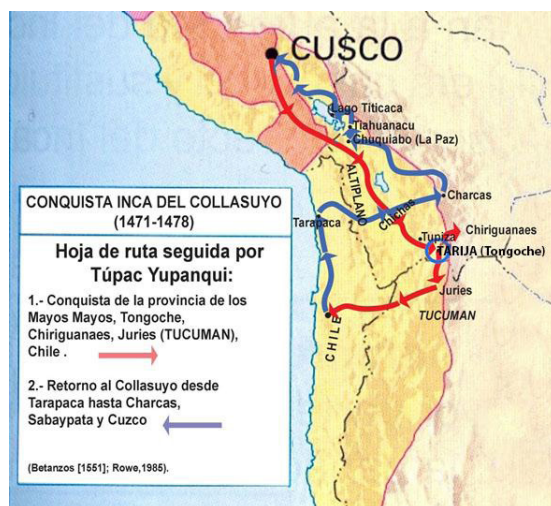 CUSCO
Lago Titicaca
Tiahuanacu
Chuquiabo (La Paz)
ALTIPLANO
Charcas
Chichas
Tarapaca
Tupiza
Chiriguanaes
TARIJA (Tongoche)
Juries
TUCUMAN
CHILE
CONQUISTA INCA DEL COLLASUYO
(1471-1478)
Hoja de ruta seguida por
Túpac Yupanqui:
1.- Conquista de la provincia de los
Mayos Mayos, Tongoche,
Chiriguanaes, Juries (TUCUMAN),
Chile .
2.- Retorno al Collasuyo desde
Tarapaca hasta Charcas,
Sabaypata y Cuzco
(Betanzos [1551]; Rowe,1985).